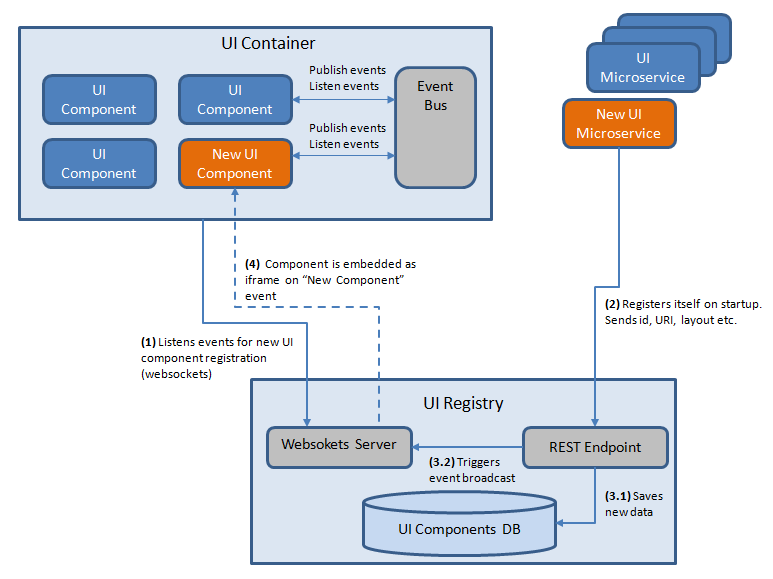 UI Container
UI
Component
UI
Component
Publish events
Listen events
Event
Bus
UI
Component
New UI
Component
Publish events
Listen events
UI
Microservice
New UI
Microservice
(4) Component is embedded as
iframe on “New Component”
event
(2) Registers itself on startup.
Sends id, URI, layout etc.
(1) Listens events for new UI
component registration
(websockets)
UI Registry
Websokets Server
REST Endpoint
(3.2) Triggers
event broadcast
(3.1) Saves
new data
UI Components DB